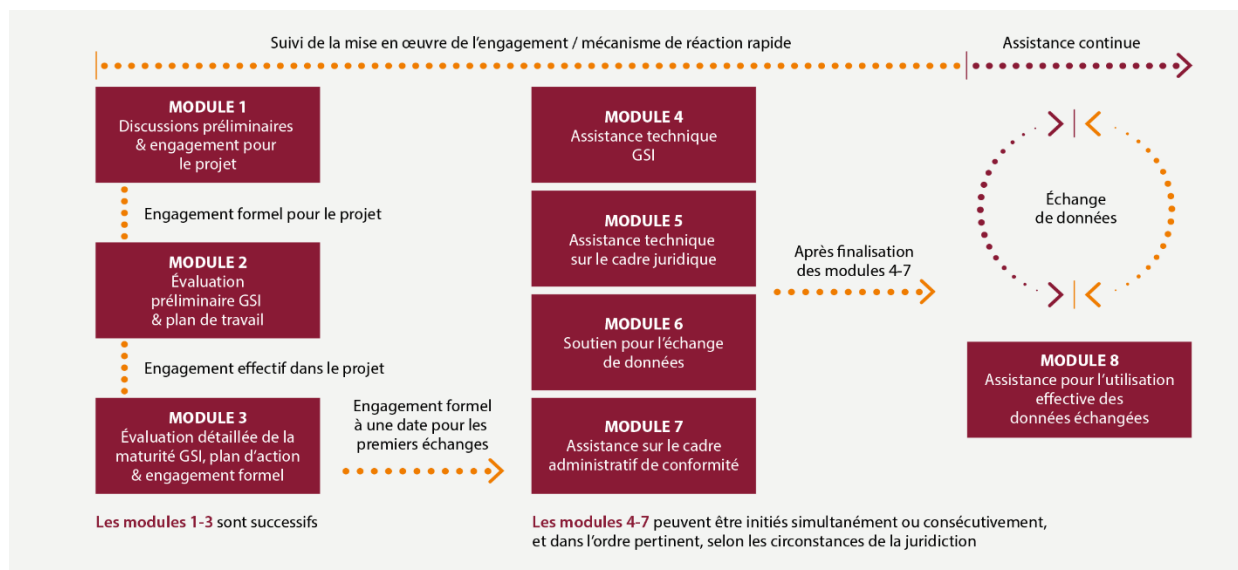 Suivi de la mise en œuvre de l’engagement / mécanisme de réaction rapide
Assistance continue
MODULE 1
Discussions préliminaires
& engagement pour
le projet
Engagement formel pour le projet
MODULE 2
Évaluation
préliminaire GSI
& plan de travail
Engagement effectif dans le projet
MODULE 3
Évaluation détaillée de la
maturité GSI, plan d’action
& engagement formel
Les modules 1-3 sont successifs
Engagement formel
à une date pour les
premiers échanges
MODULE 4
Assistance technique
GSI
MODULE 5
Assistance technique
sur le cadre juridique
MODULE 6
Soutien pour l’échange
de données
MODULE 7
Assistance sur le cadre
administratif de conformité
Les modules 4-7 peuvent être initiés simultanément ou consécutivement,
et dans l’ordre pertinent, selon les circonstances de la juridiction
Après finalisation
des modules 4-7
Échange
de données
MODULE 8
Assistance pour l’utilisation
effective des
données échangées